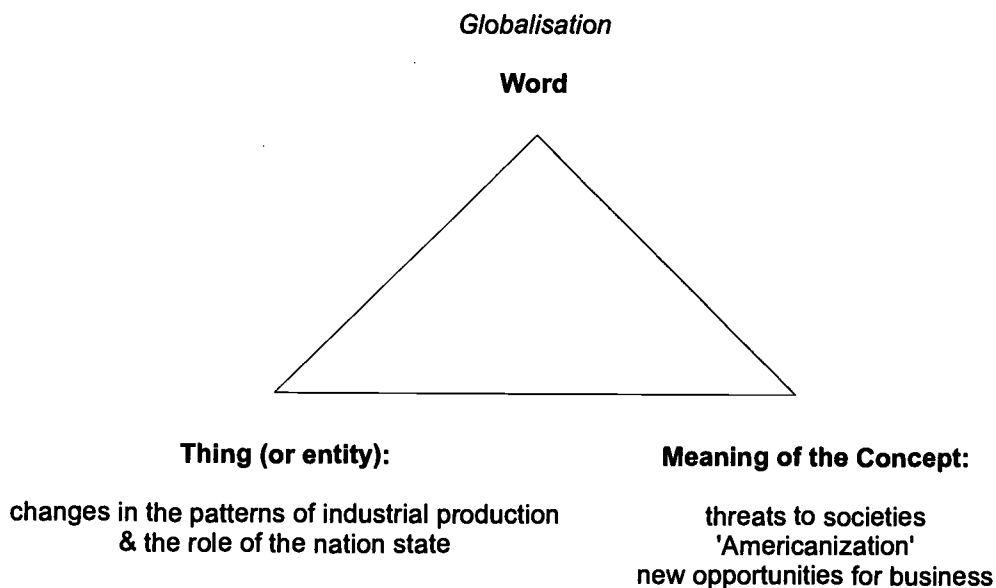 Globalisation
Word
Thing (or entity):
changes in the patterns of industrial production
& the role of the nation state
Meaning of the Concept:
threats to societies
'Americanization'
new opportunities for business